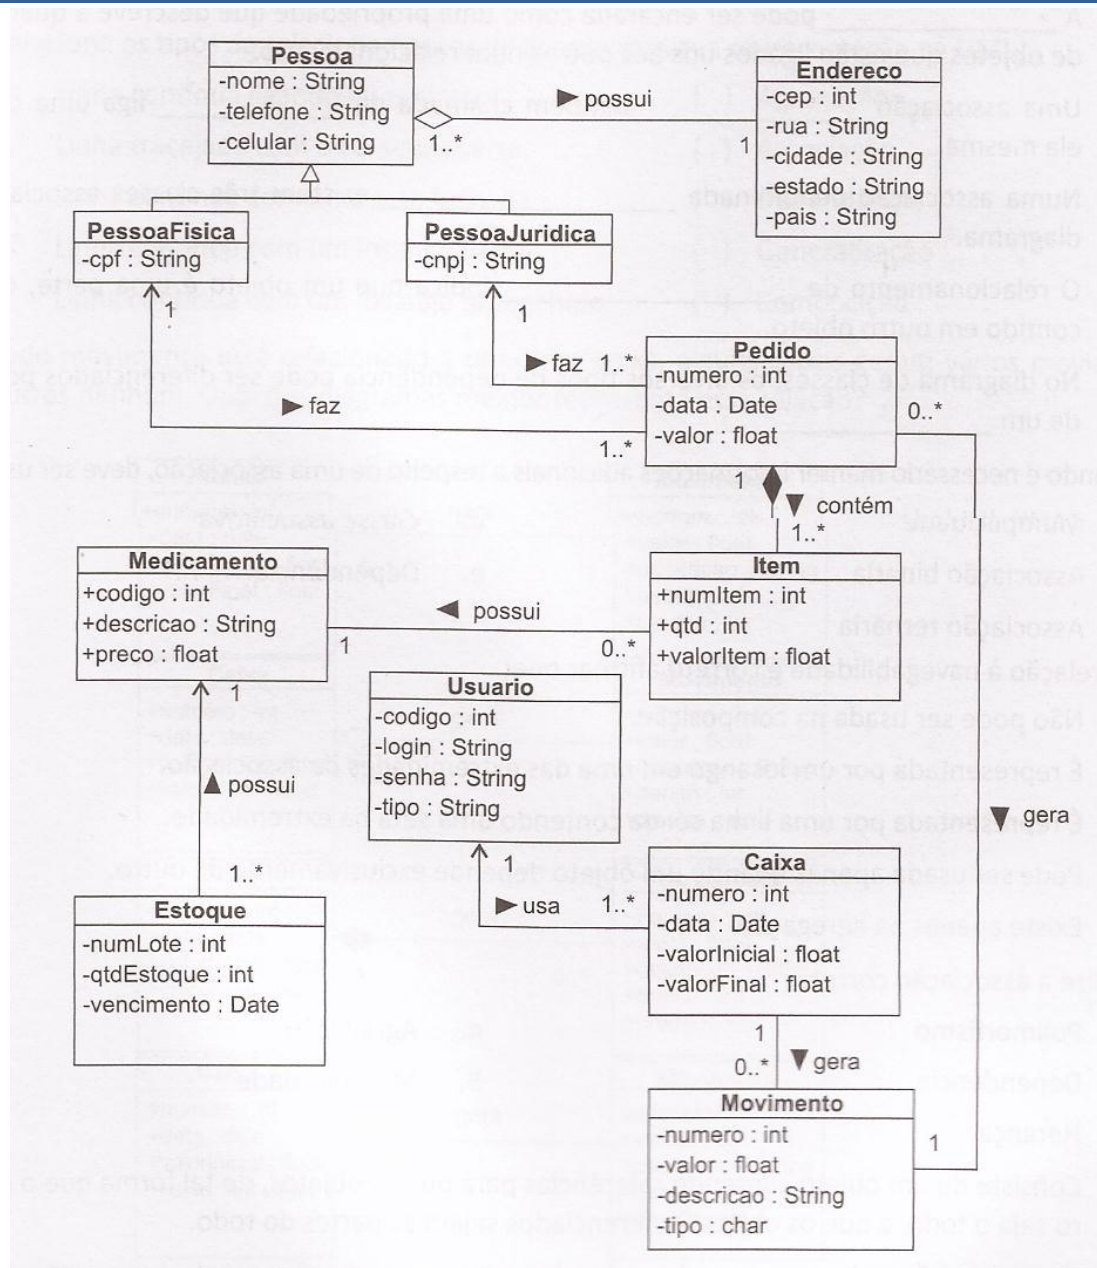 Pessoa
-nome : String
-telefone : String
-celular : String
possui
1..*
1
Endereco
-cep : int
-rua : String
-cidade : String
-estado : String
-pais : String
PessoaFisica
-cpf : String
PessoaJuridica
-cnpj : String
1
1
faz
1..*
faz
1..*
Pedido
-numero : int
-data : Date
-valor : float
0..*
1
contém
1..*
Medicamento
+codigo : int
+descricao : String
+preco : float
possui
1
0..*
Item
+numItem : int
+qtd : int
+valorItem : float
1
possui
1..*
Usuario
-codigo : int
-login : String
-senha : String
-tipo : String
1
usa
1..*
gera
Estoque
-numLote : int
-qtdEstoque : int
-vencimento : Date
Caixa
-numero : int
-data : Date
-valorInicial : float
-valorFinal : float
1
0..*
gera
Movimento
-numero : int
-valor : float
-descricao : String
-tipo : char
1